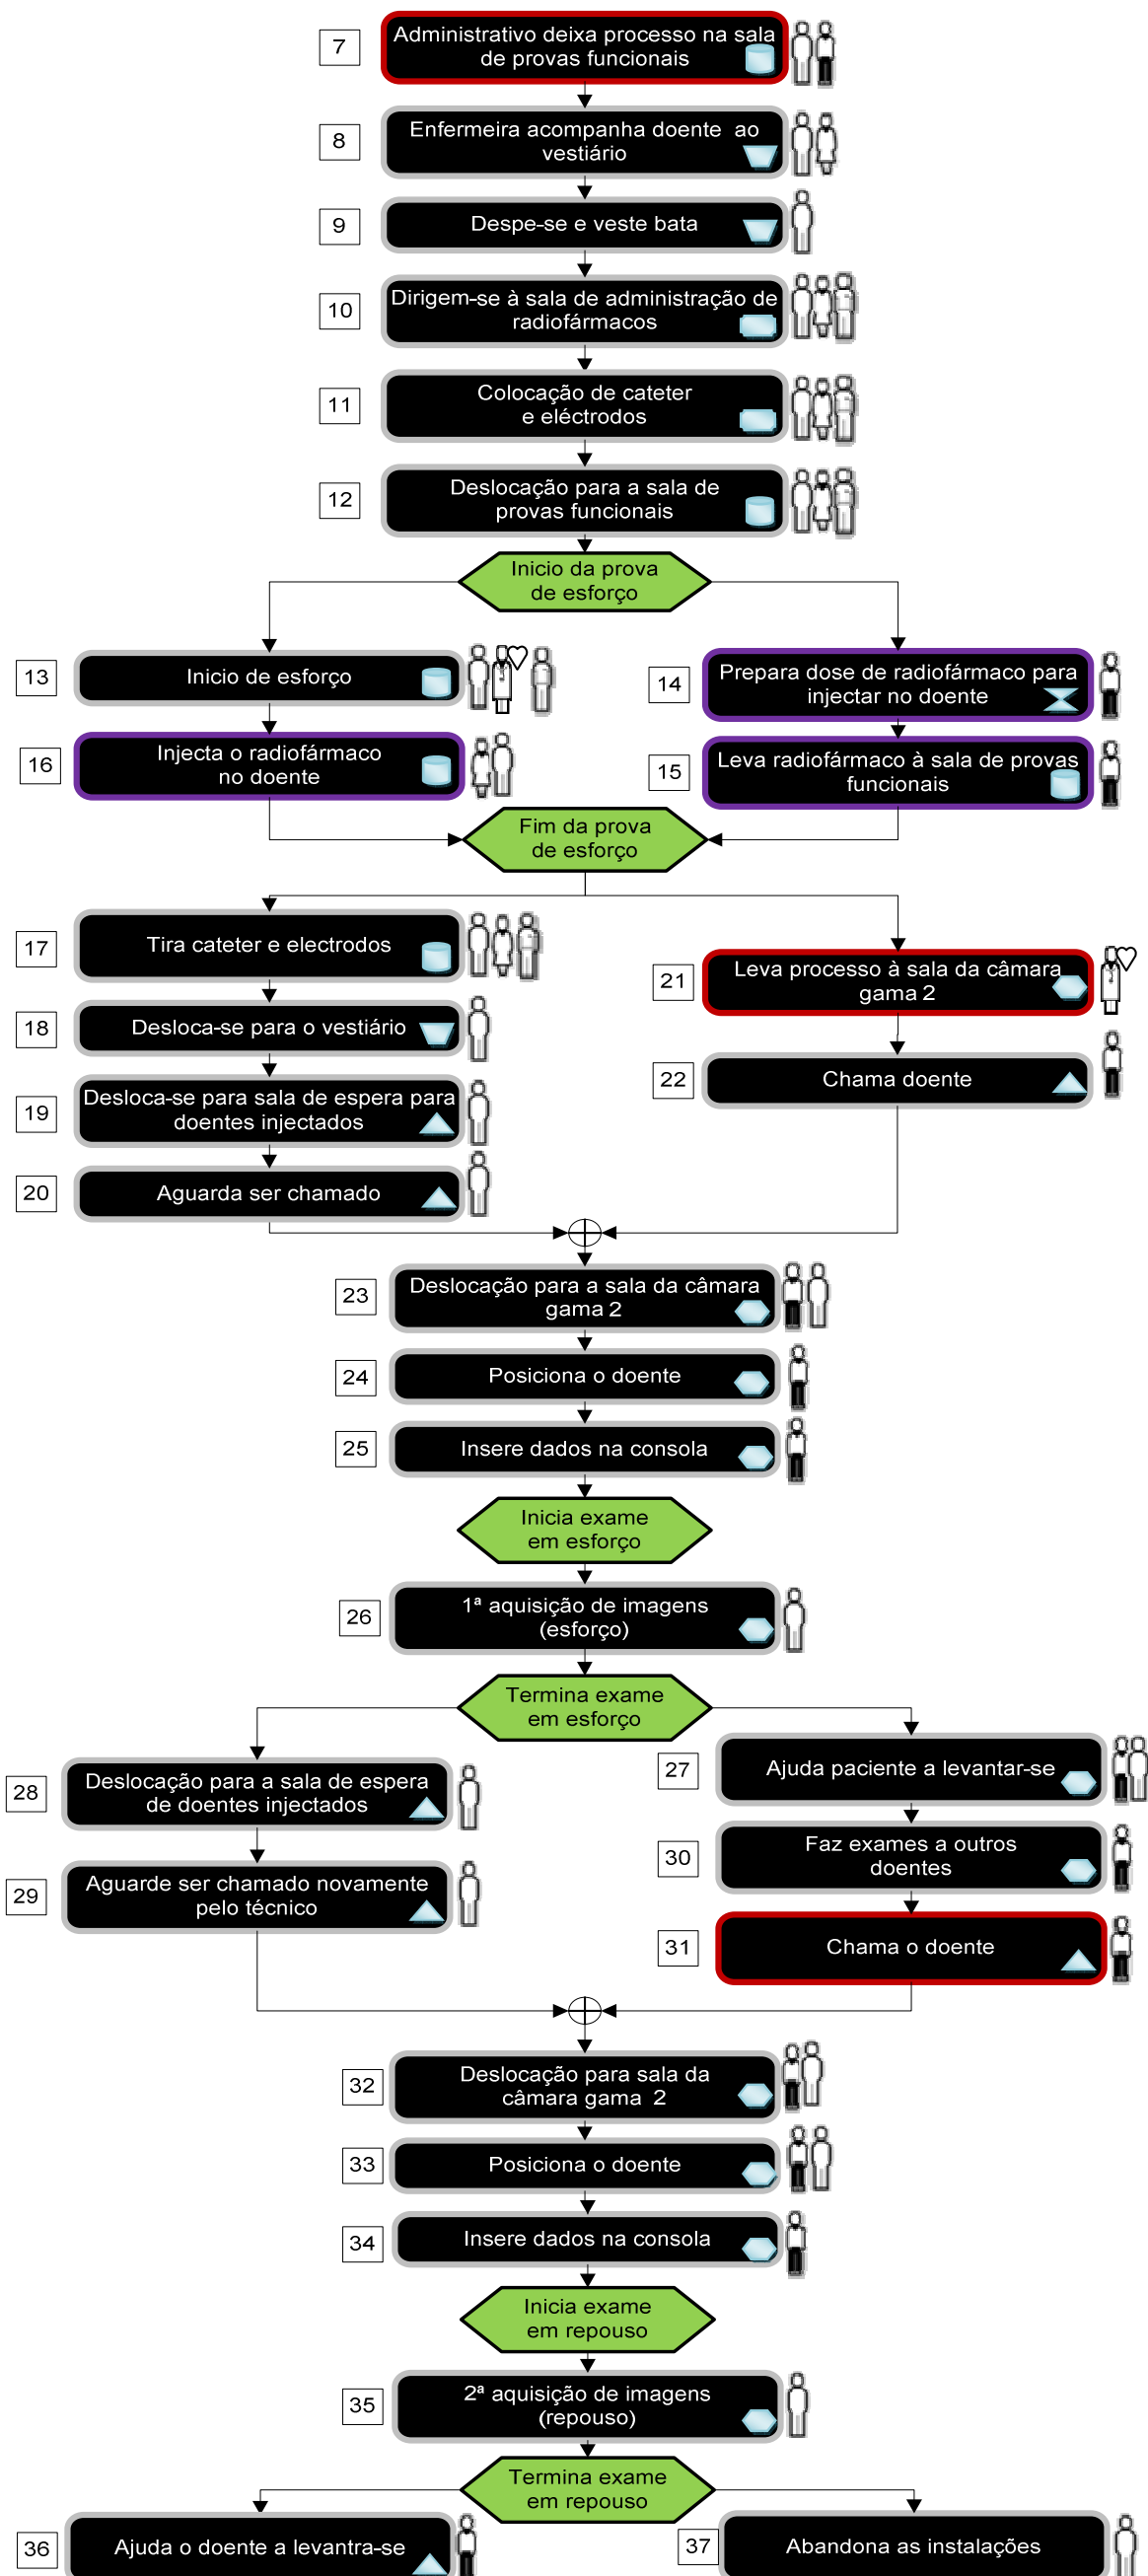 7
Administrativo deixa processo na sala
de provas funcionais
8
Enfermeira acompanha doente ao
vestiário
9
Despe-se e veste bata
10
Dirigem-se à sala de administração de
radiofármacos
11
Colocação de cateter
e eléctrodos
12
Deslocação para a sala de
provas funcionais
Inicio da prova
de esforço
13
Inicio de esforço
14
Prepara dose de radiofármaco para
injectar no doente
16
Injecta o radiofármaco
no doente
15
Leva radiofármaco à sala de provas
funcionais
Fim da prova
de esforço
17
Tira cateter e electrodos
21
Leva processo à sala da câmara
gama 2
18
Desloca-se para o vestiário
22
Chama doente
19
Desloca-se para sala de espera para
doentes injectados
20
Aguarda ser chamado
23
Deslocação para a sala da câmara
gama 2
24
Posiciona o doente
25
Insere dados na consola
Inicia exame
em esforço
26
1ª aquisição de imagens
(esforço)
Termina exame
em esforço
28
Deslocação para a sala de espera
de doentes injectados
27
Ajuda paciente a levantar-se
29
Aguarde ser chamado novamente
pelo técnico
30
Faz exames a outros
doentes
31
Chama o doente
32
Deslocação para sala da
câmara gama 2
33
Posiciona o doente
34
Insere dados na consola
Inicia exame
em repouso
35
2ª aquisição de imagens
(repouso)
Termina exame
em repouso
36
Ajuda o doente a levantra-se
37
Abandona as instalações